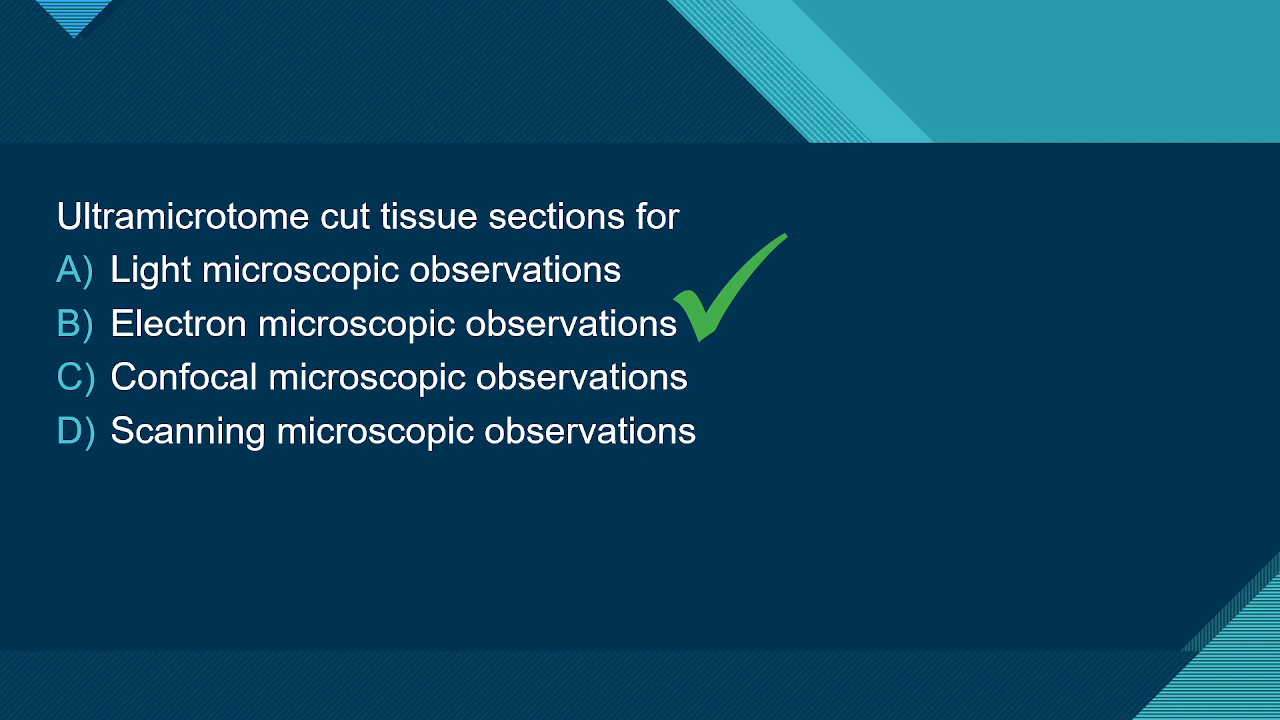 Ultramicrotome cut tissue sections for
A) Light microscopic observations
B) Electron microscopic observations
C) Confocal microscopic observations
D) Scanning microscopic observations